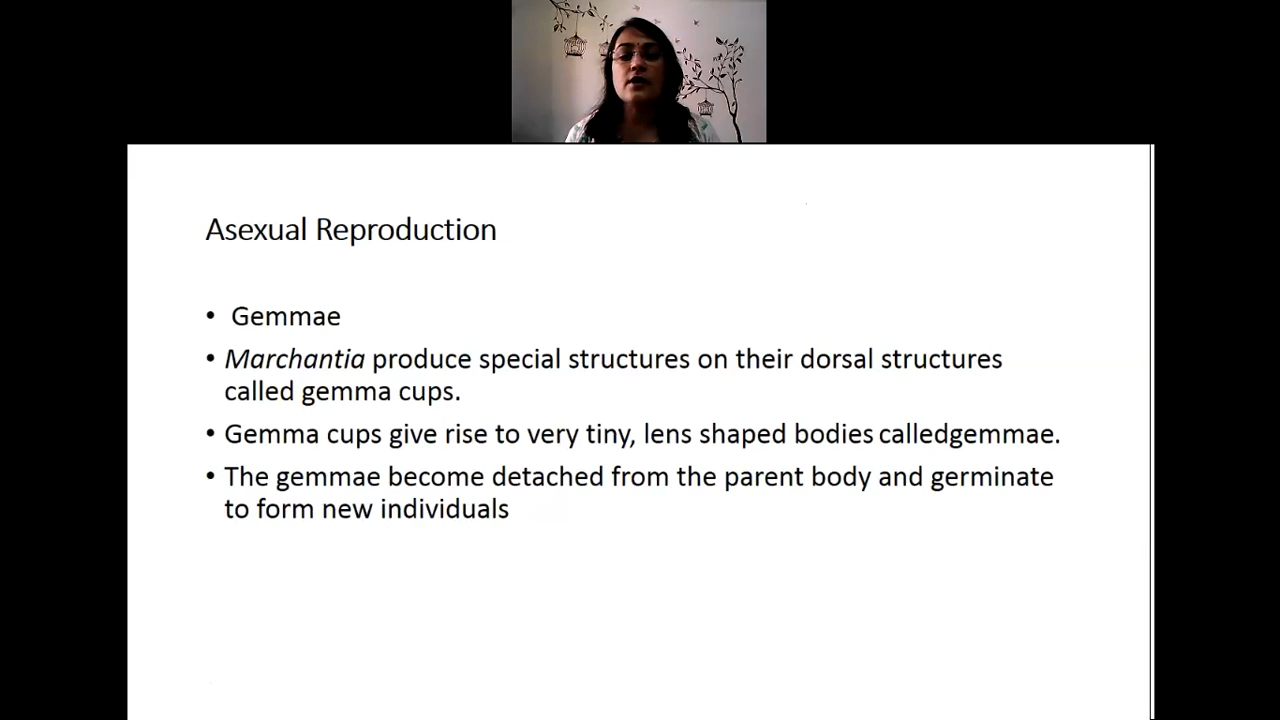 Asexual Reproduction
• Gemmae
• Marchantia produce special structures on their dorsal structures
called gemma cups.
• Gemma cups give rise to very tiny, lens shaped bodies calledgemmae.
• The gemmae become detached from the parent body and germinate
to form new individuals